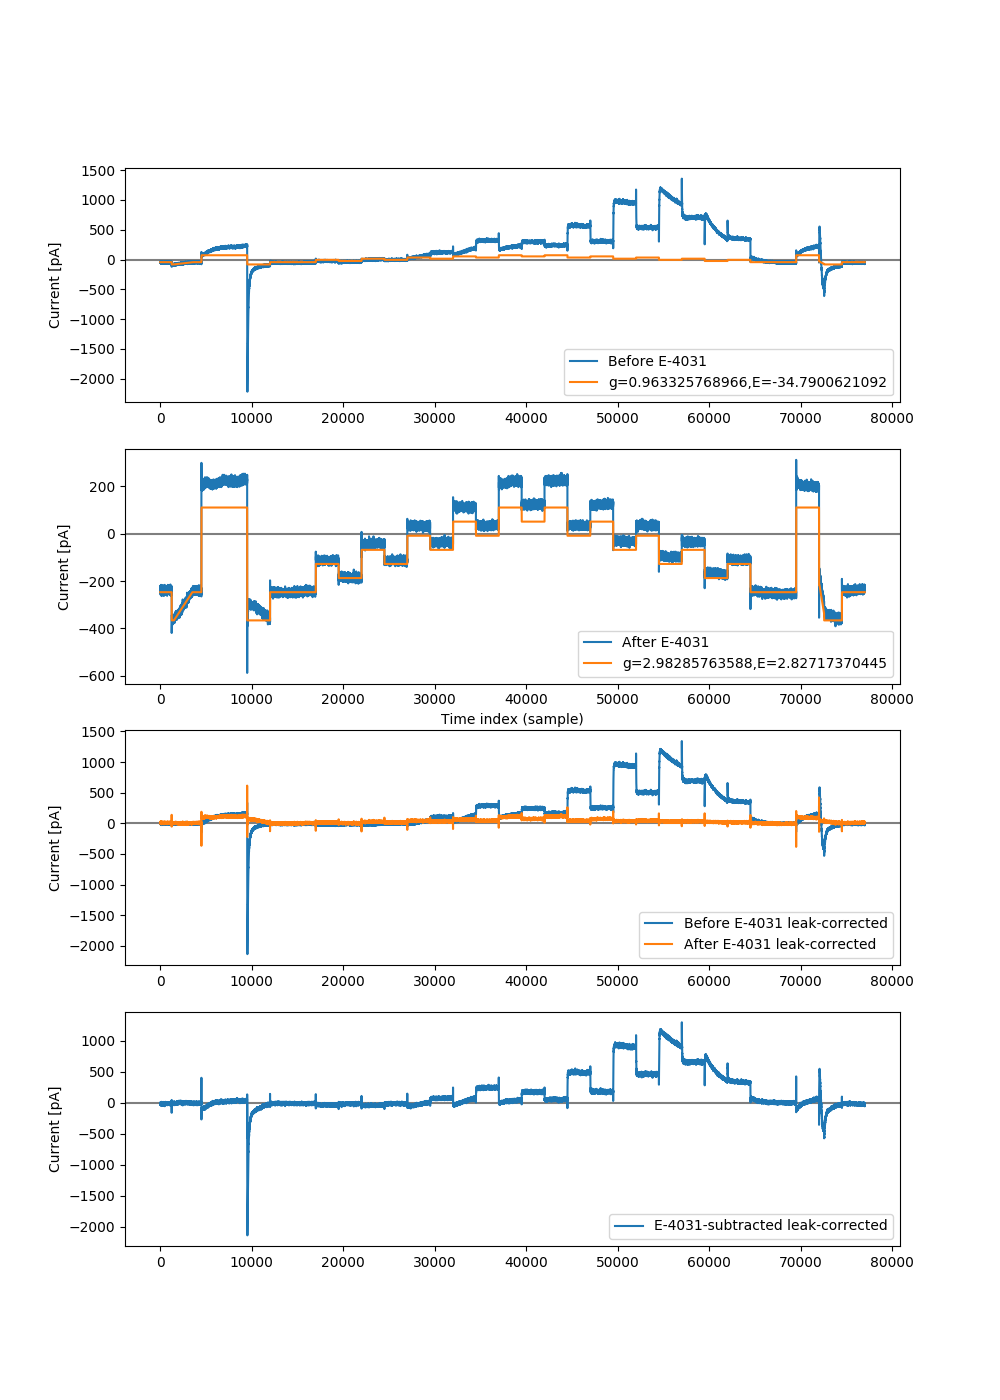 1500
1000
500
0
−500
−1000
−1500
−2000
Current [pA]
Before E-4031
g=0.963325768966,E=-34.7900621092
0 10000 20000 30000 40000 50000 60000 70000 80000
200
0
−200
−400
−600
Current [pA]
After E-4031
g=2.98285763588,E=2.82717370445
0 10000 20000 30000 40000 50000 60000 70000 80000
Time index (sample)
1500
1000
500
0
−500
−1000
−1500
−2000
Current [pA]
Before E-4031 leak-corrected
After E-4031 leak-corrected
0 10000 20000 30000 40000 50000 60000 70000 80000
1000
500
0
−500
−1000
−1500
−2000
Current [pA]
E-4031-subtracted leak-corrected
0 10000 20000 30000 40000 50000 60000 70000 80000